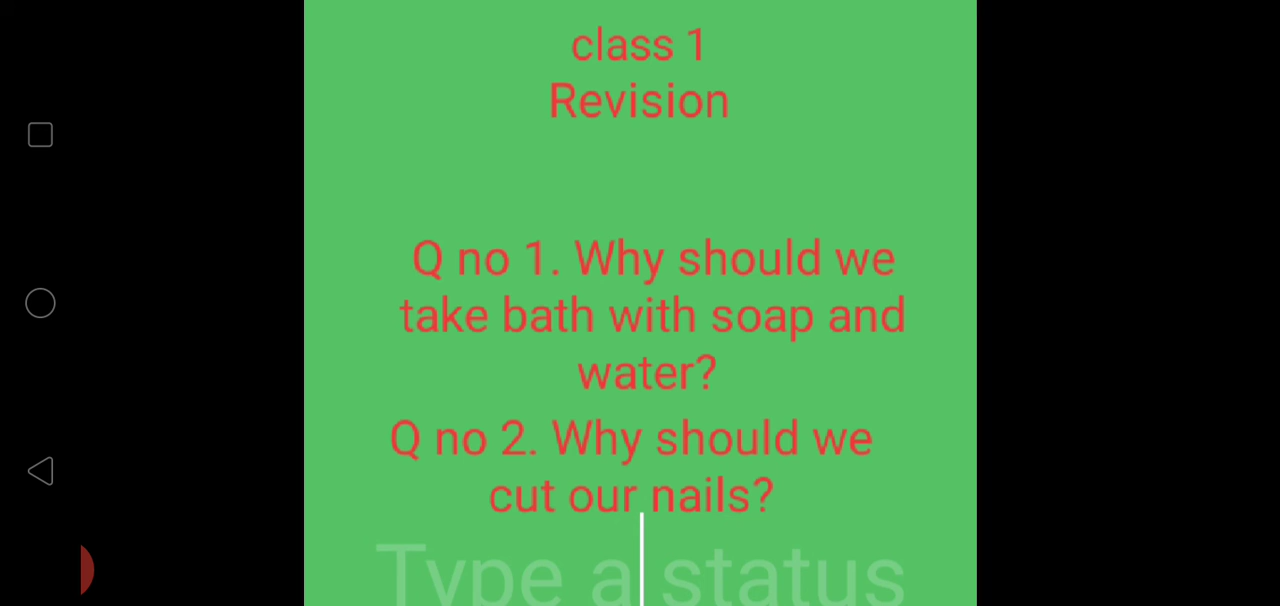 class 1
Revision
Q no 1. Why should we
take bath with soap and
water?
Q no 2. Why should we
cut our nails?
Type a status